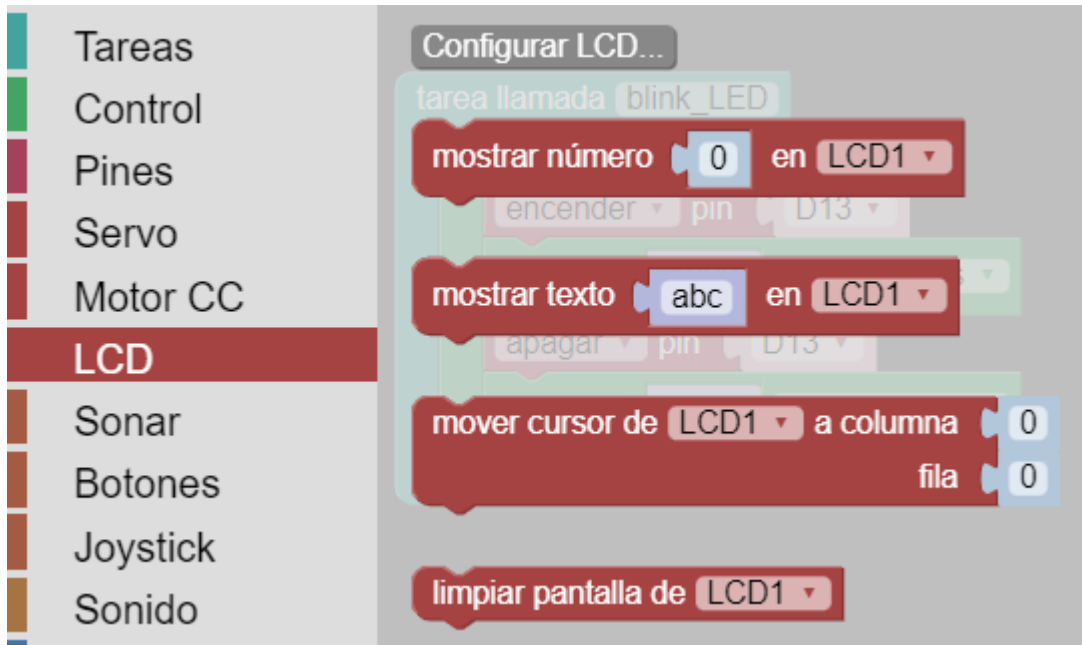 Tareas
Control
Pines
Servo
Motor CC
LCD
Sonar
Botones
Joystick
Sonido
Configurar LCD...
tarea llamada blink_LED
mostrar número 0 en LCD1
encender pin D13
mostrar texto abc en LCD1
apagar pin D13
mover cursor de LCD1 a columna 0
fila 0
limpiar pantalla de LCD1